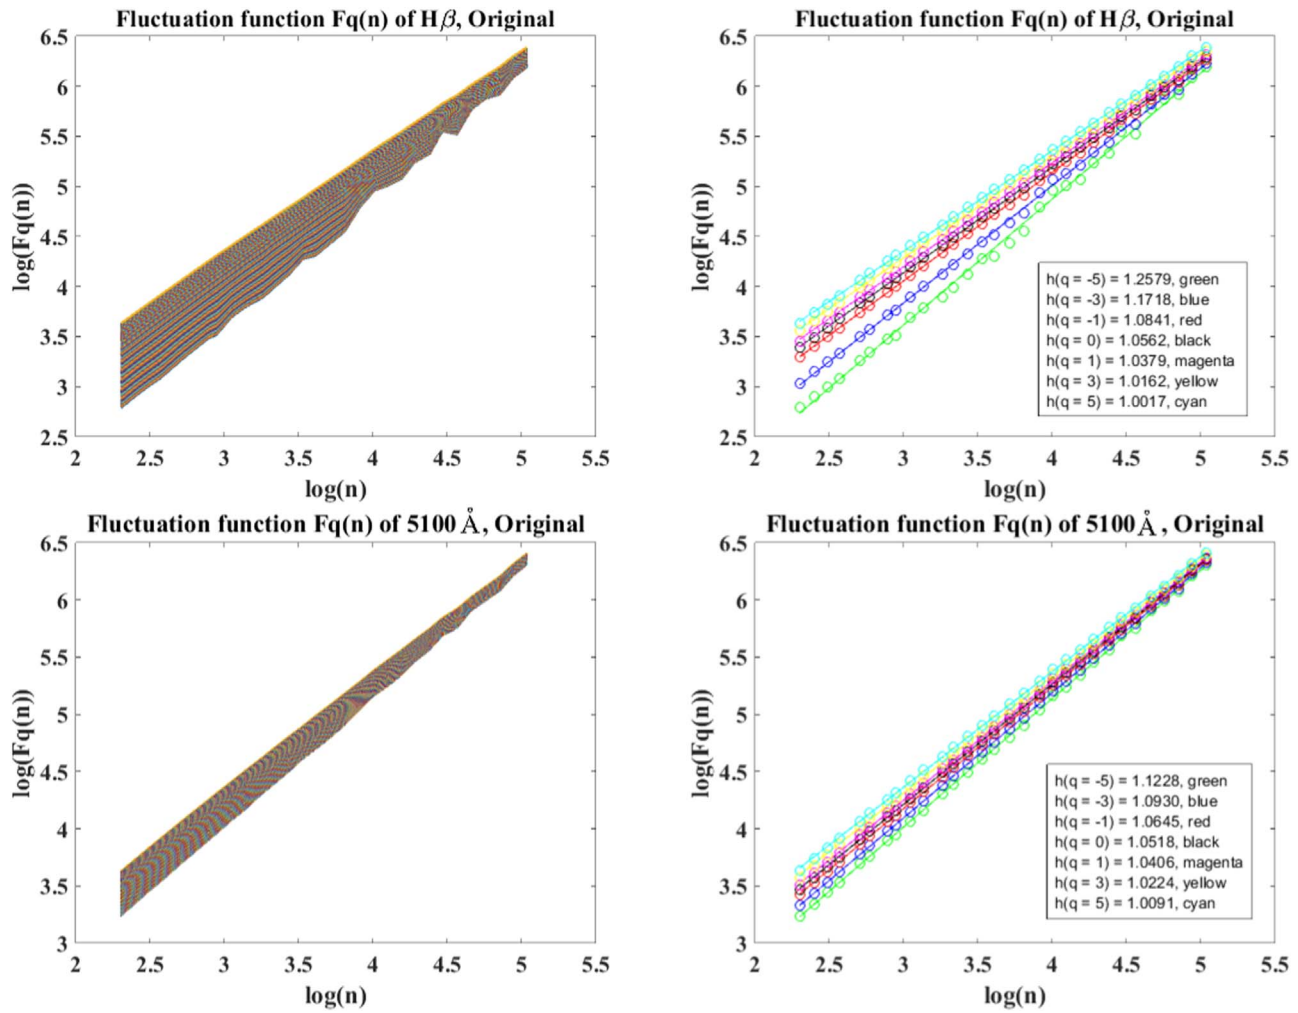 Fluctuation function Fq(n) of Hβ, Original
6.5
6
5.5
5
4.5
4
3.5
3
2.5
log(Fq(n))
2 2.5 3 3.5 4 4.5 5 5.5
log(n)
Fluctuation function Fq(n) of Hβ, Original
6.5
6
5.5
5
4.5
4
3.5
3
2.5
log(Fq(n))
h(q = -5) = 1.2579, green
h(q = -3) = 1.1718, blue
h(q = -1) = 1.0841, red
h(q = 0) = 1.0562, black
h(q = 1) = 1.0379, magenta
h(q = 3) = 1.0162, yellow
h(q = 5) = 1.0017, cyan
2 2.5 3 3.5 4 4.5 5 5.5
log(n)
Fluctuation function Fq(n) of 5100 Å, Original
6.5
6
5.5
5
4.5
4
3.5
3
log(Fq(n))
2 2.5 3 3.5 4 4.5 5 5.5
log(n)
Fluctuation function Fq(n) of 5100 Å, Original
6.5
6
5.5
5
4.5
4
3.5
3
log(Fq(n))
h(q = -5) = 1.1228, green
h(q = -3) = 1.0930, blue
h(q = -1) = 1.0645, red
h(q = 0) = 1.0518, black
h(q = 1) = 1.0406, magenta
h(q = 3) = 1.0224, yellow
h(q = 5) = 1.0091, cyan
2 2.5 3 3.5 4 4.5 5 5.5
log(n)